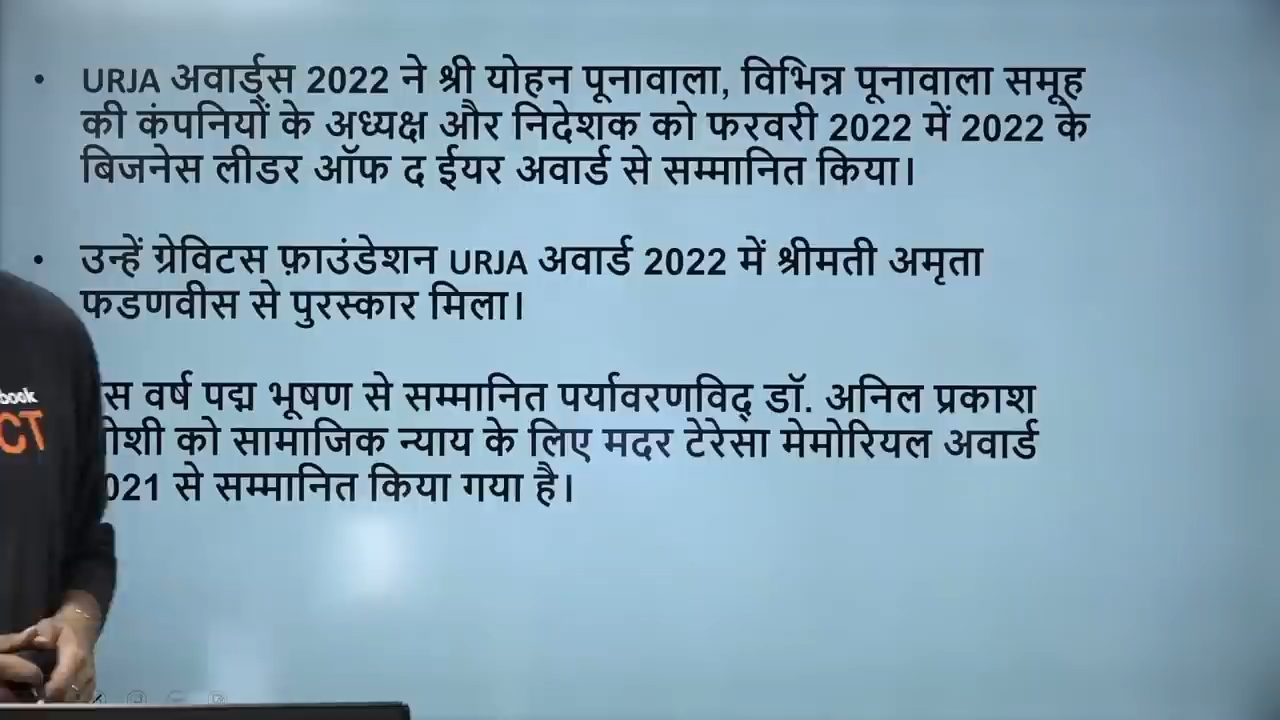 • URJA अवार्ड्स 2022 ने श्री योहन पूनावाला, विभिन्न पूनावाला समूह
की कंपनियों के अध्यक्ष और निदेशक को फरवरी 2022 में 2022 के
बिजनेस लीडर ऑफ द ईयर अवार्ड से सम्मानित किया।
• उन्हें ग्रेविटस फ़ाउंडेशन URJA अवार्ड 2022 में श्रीमती अमृता
फडणवीस से पुरस्कार मिला।
वर्ष पद्म भूषण से सम्मानित पर्यावरणविद् डॉ. अनिल प्रकाश
को सामाजिक न्याय के लिए मदर टेरेसा मेमोरियल अवार्ड
से सम्मानित किया गया है।
book
CT